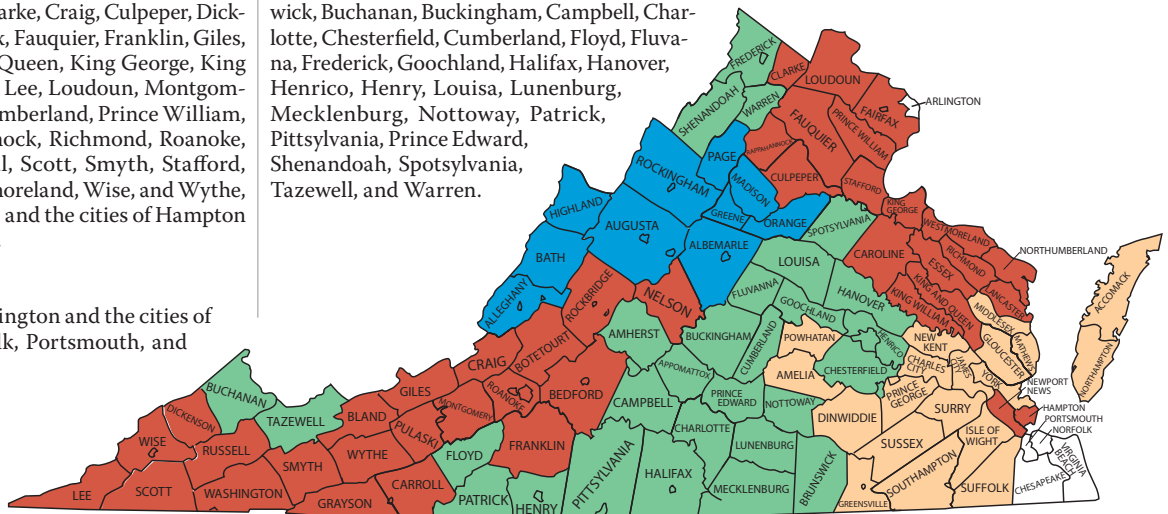 arke, Craig, Culpeper, Dick-
x, Fauquier, Franklin, Giles,
Queen, King George, King
Lee, Loudoun, Montgom-
mberland, Prince William,
nock, Richmond, Roanoke,
ll, Scott, Smyth, Stafford,
noreland, Wise, and Wythe,
and the cities of Hampton
ington and the cities of
lk, Portsmouth, and
wick, Buchanan, Buckingham, Campbell, Char-
lotte, Chesterfield, Cumberland, Floyd, Fluva-
na, Frederick, Goochland, Halifax, Hanover,
Henrico, Henry, Louisa, Lunenburg,
Mecklenburg, Nottoway, Patrick,
Pittsylvania, Prince Edward,
Shenandoah, Spotsylvania,
Tazewell, and Warren.
FREDERICK
CLARKE
LOUDOUN
SHENANDOAH
WARREN
FAUQUIER
PRINCE WILLIAM
FAIRFAX
ARLINGTON
ROCKINGHAM
PAGE
RAPPAHANNOCK
MADISON
CULPEPER
STAFFORD
HIGHLAND
AUGUSTA
GREENE
ORANGE
SPOTSYLVANIA
KING
GEORGE
WESTMORELAND
NORTHUMBERLAND
BATH
ALBEMARLE
LOUISA
CAROLINE
ESSEX
RICHMOND
LANCASTER
ACCOMACK
ALLEGHANY
ROCKBRIDGE
NELSON
FLUVANNA
GOOCHLAND
HANOVER
KING WILLIAM
KING AND QUEEN
MIDDLESEX
MATHEWS
GLOUCESTER
NORTHAMPTON
CRAIG
BOTETOURT
AMHERST
BUCKINGHAM
CUMBERLAND
POWHATAN
HENRICO
NEW
KENT
CHARLES
CITY
JAMES
CITY
YORK
GILES
ROANOKE
BEDFORD
APPOMATTOX
AMELIA
CHESTERFIELD
PRINCE
GEORGE
NEWPORT
NEWS
BUCHANAN
TAZEWELL
BLAND
MONTGOMERY
CAMPBELL
PRINCE
EDWARD
NOTTOWAY
DINWIDDIE
SURRY
HAMPTON
PORTSMOUTH
NORFOLK
DICKENSON
WISE
RUSSELL
SMYTH
WYTHE
PULASKI
FLOYD
FRANKLIN
PITTSYLVANIA
CHARLOTTE
LUNENBURG
SUSSEX
ISLE OF
WIGHT
VIRGINIA
BEACH
LEE
SCOTT
WASHINGTON
GRAYSON
CARROLL
PATRICK
HENRY
HALIFAX
MECKLENBURG
BRUNSWICK
GREENSVILLE
SOUTHAMPTON
SUFFOLK
CHESAPEAKE